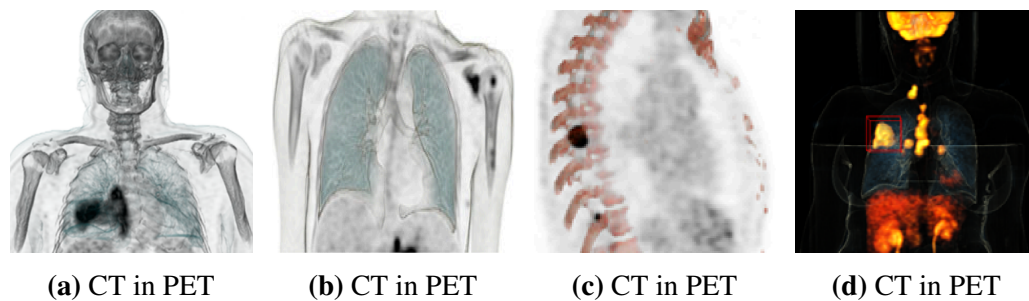 (a) CT in PET
(b) CT in PET
(c) CT in PET
(d) CT in PET